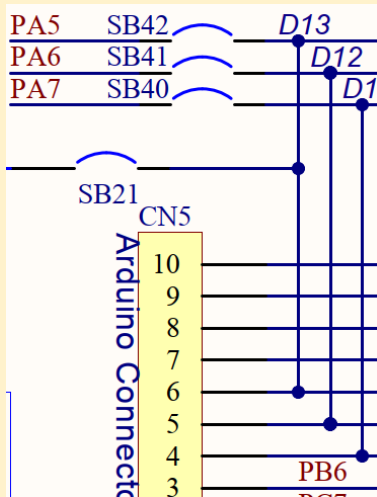 PA5 SB42 D13
PA6 SB41 D12
PA7 SB40 D1
SB21
CN5
Arduino Connecto
10
9
8
7
6
5
4
3
PB6